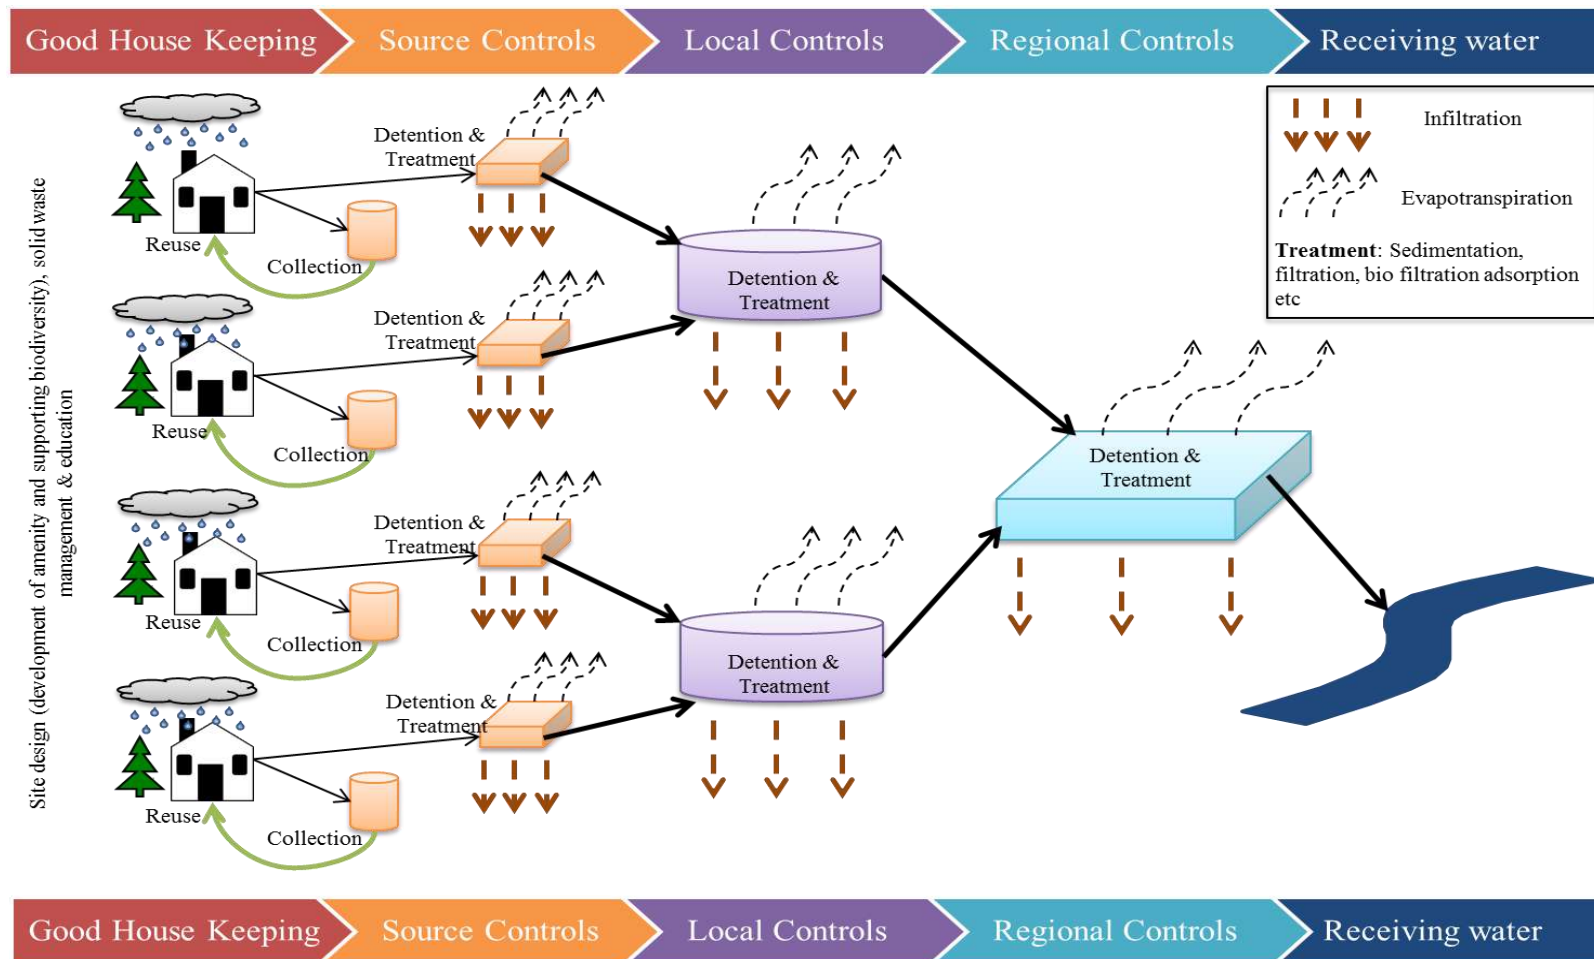 Good House Keeping
Source Controls
Local Controls
Regional Controls
Receiving water
Site design (development of amenity and supporting biodiversity), solid waste
management & education
Detention &
Treatment
Reuse
Collection
Detention &
Treatment
Reuse
Collection
Detention &
Treatment
Reuse
Collection
Detention &
Treatment
Reuse
Collection
Detention &
Treatment
Detention &
Treatment
Detention &
Treatment
Infiltration
Evapotranspiration
Treatment: Sedimentation,
filtration, bio filtration adsorption
etc
Good House Keeping
Source Controls
Local Controls
Regional Controls
Receiving water